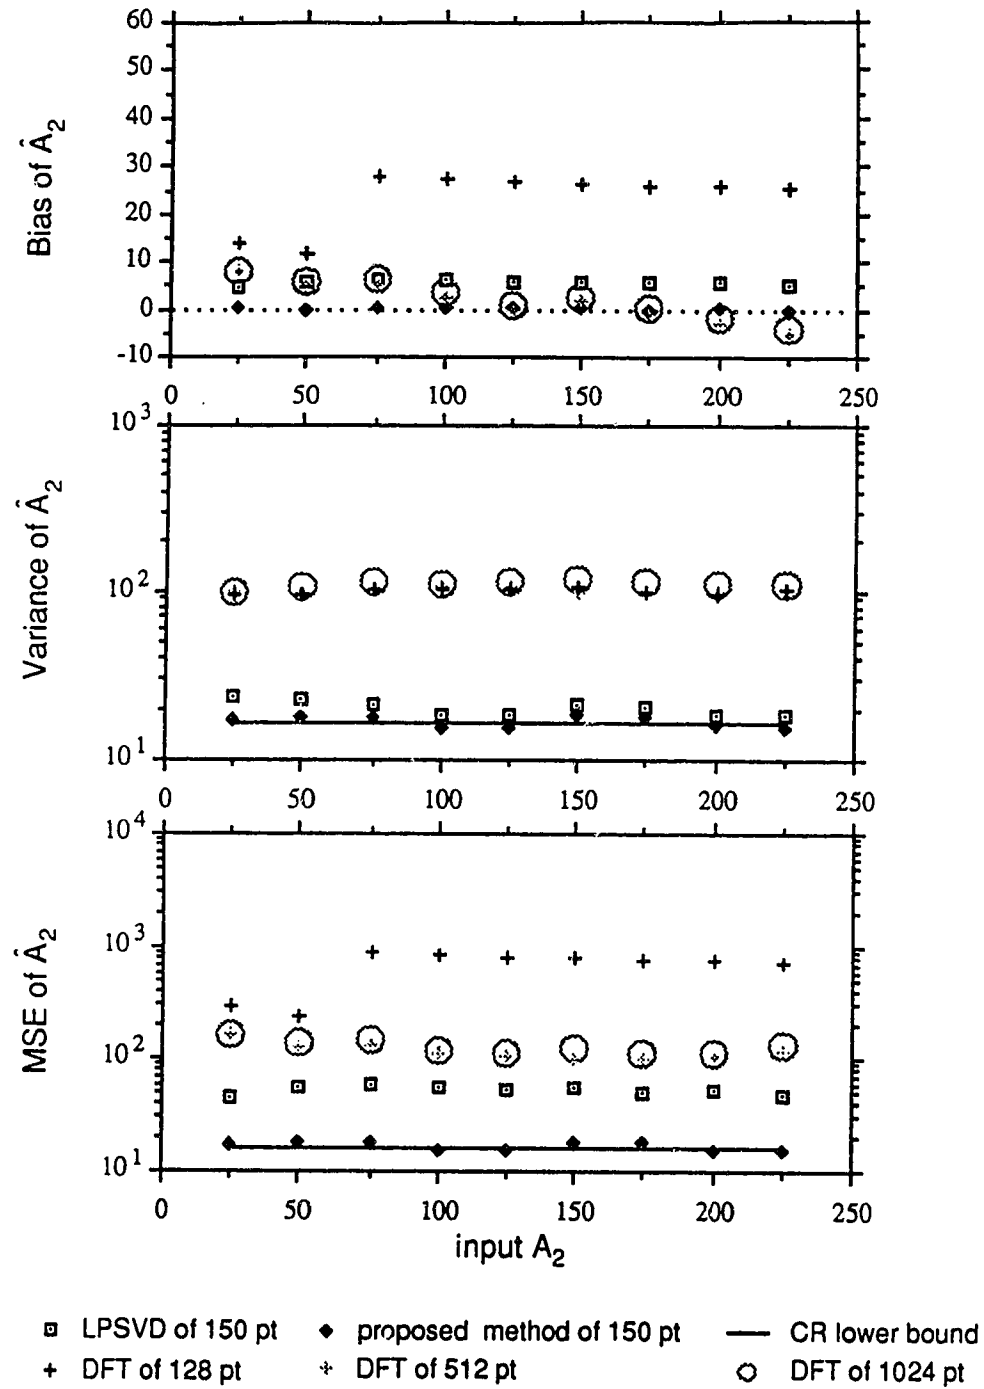 60
50
40
30
20
10
0
-10
Bias of Â2
0 50 100 150 200 250
10^3
10^2
10^1
Variance of Â2
0 50 100 150 200 250
10^4
10^3
10^2
10^1
MSE of Â2
0 50 100 150 200 250
input A2
LPSVD of 150 pt proposed method of 150 pt CR lower bound
DFT of 128 pt DFT of 512 pt DFT of 1024 pt